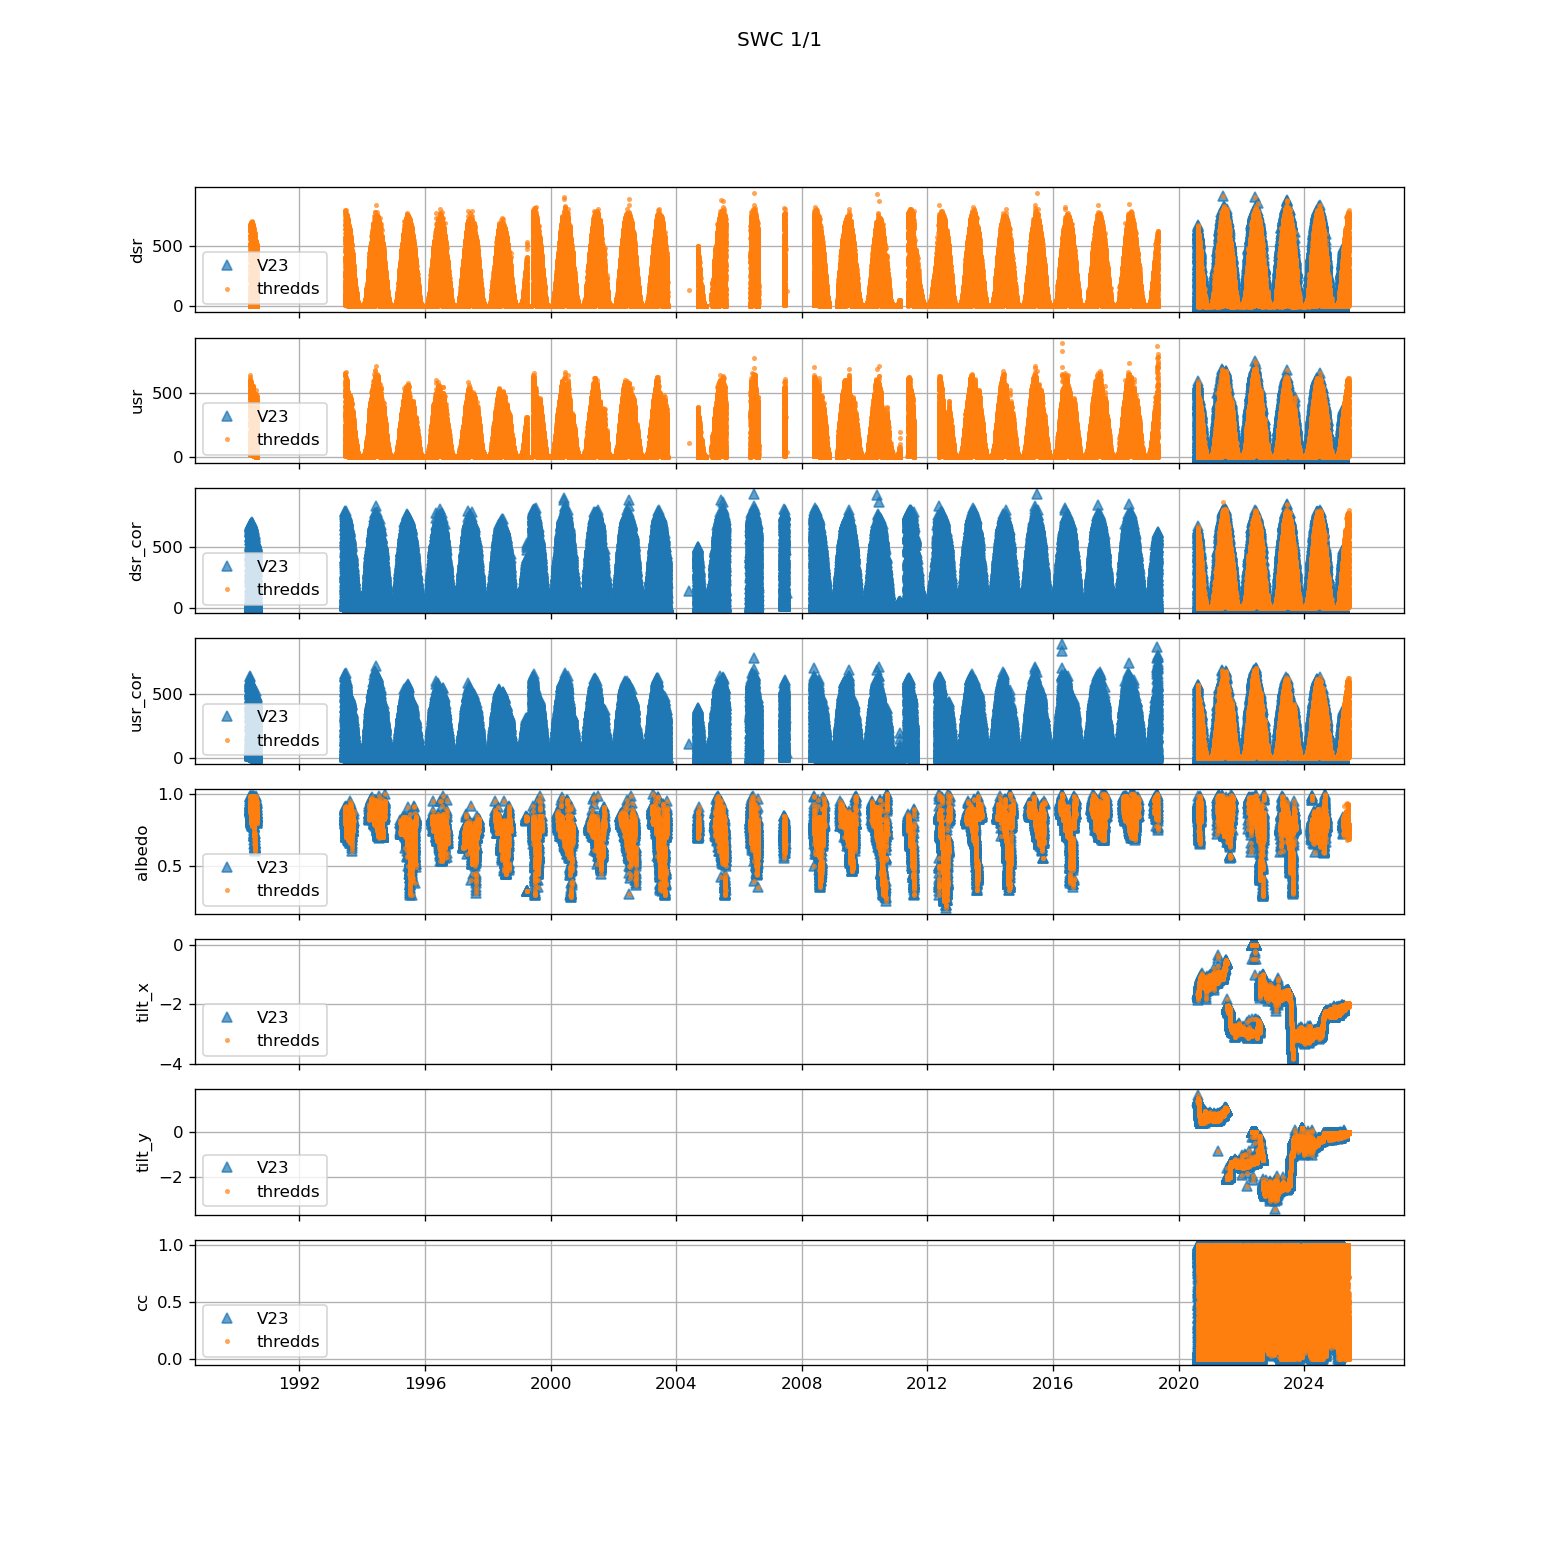 SWC 1/1
dsr
500
0
V23
thredds
usr
500
0
V23
thredds
dsr_cor
500
0
V23
thredds
usr_cor
500
0
V23
thredds
albedo
1.0
0.5
V23
thredds
tilt_x
0
−2
−4
V23
thredds
tilt_y
0
−2
V23
thredds
cc
1.0
0.5
0.0
V23
thredds
1992 1996 2000 2004 2008 2012 2016 2020 2024